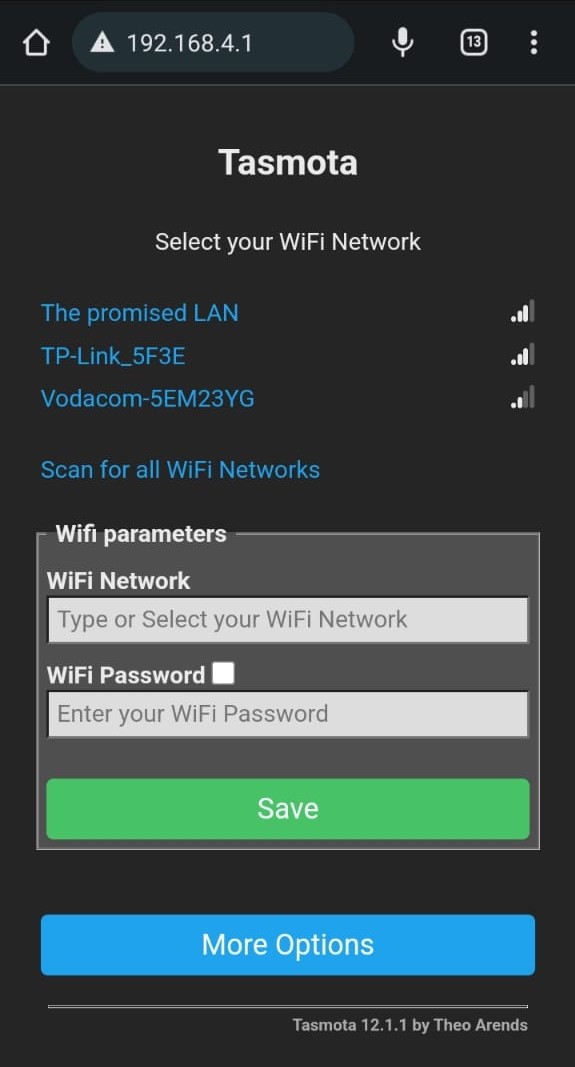 192.168.4.1
13
Tasmota
Select your WiFi Network
The promised LAN
TP-Link_5F3E
Vodacom-5EM23YG
Scan for all WiFi Networks
Wifi parameters
WiFi Network
Type or Select your WiFi Network
WiFi Password
Enter your WiFi Password
Save
More Options
Tasmota 12.1.1 by Theo Arends